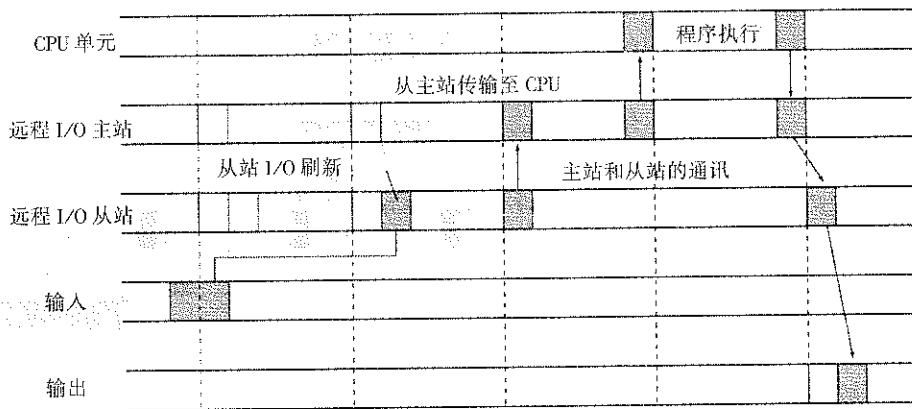 CPU 单元
程序执行
从主站传输至 CPU
远程 I/O 主站
从站 I/O 刷新
主站和从站的通讯
远程 I/O 从站
输入
输出